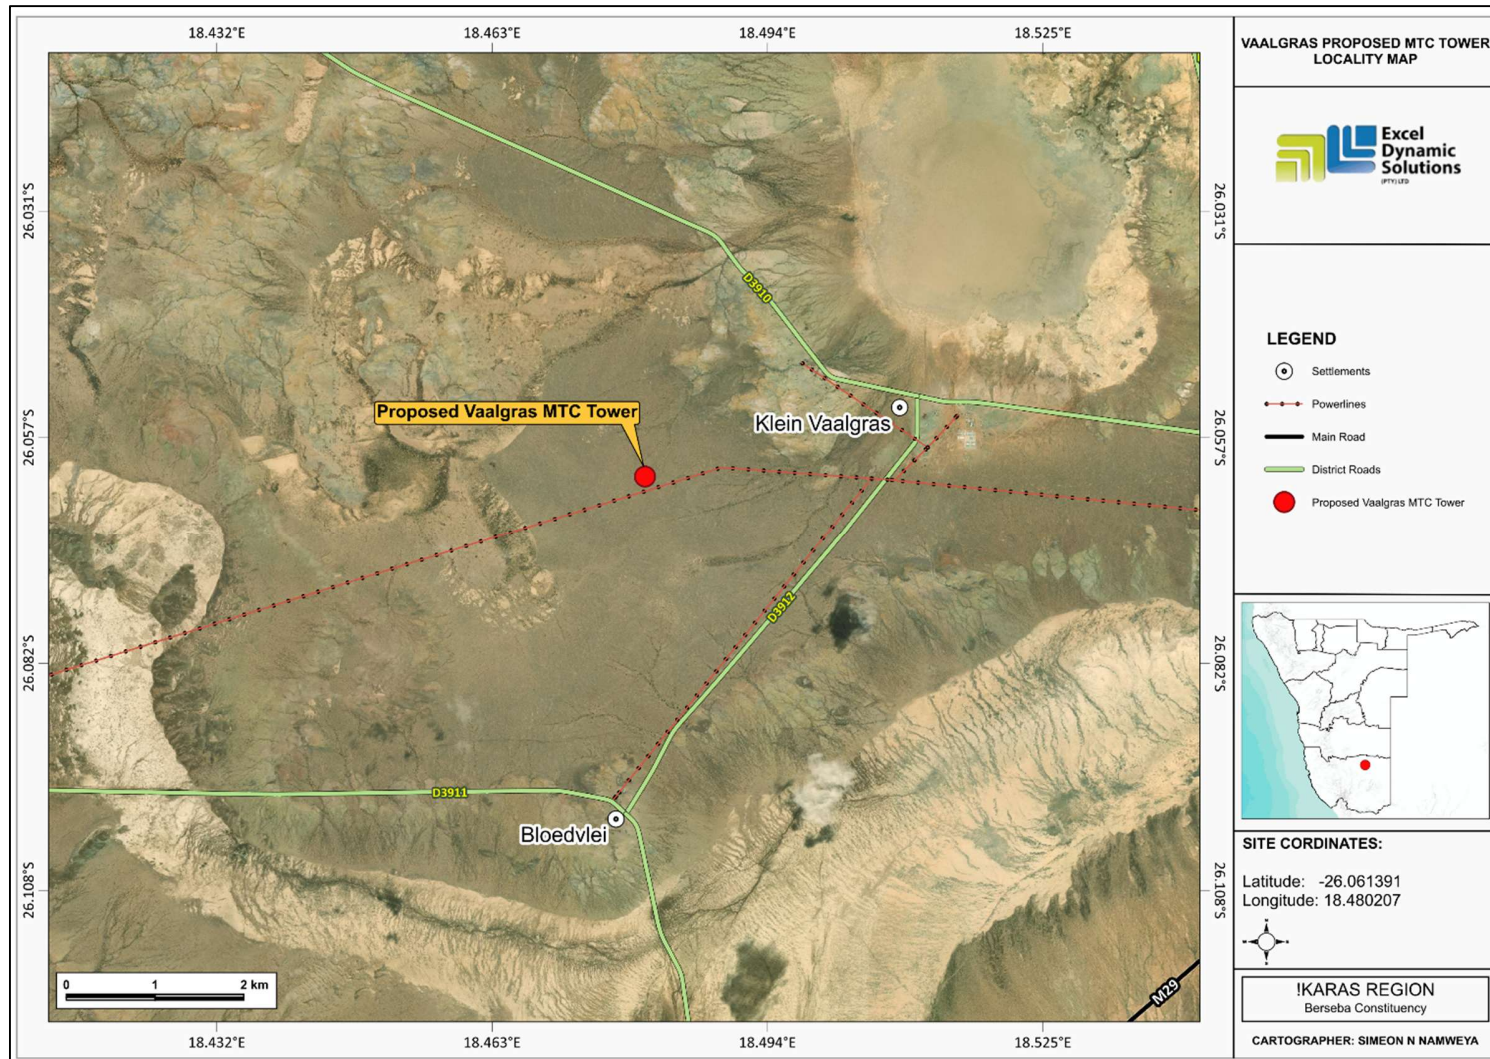 18.432°E 18.463°E 18.494°E 18.525°E
26.031°S
26.057°S
26.082°S
26.108°S
D3910
Proposed Vaalgras MTC Tower
Klein Vaalgras
D3912
D3911
Bloedvlei
M29
0 1 2 km
26.031°S
26.057°S
26.082°S
26.108°S
18.432°E 18.463°E 18.494°E 18.525°E
VAALGRAS PROPOSED MTC TOWER
LOCALITY MAP
Excel
Dynamic
Solutions
(PTY) LTD
LEGEND
Settlements
Powerlines
Main Road
District Roads
Proposed Vaalgras MTC Tower
SITE CORDINATES:
Latitude: -26.061391
Longitude: 18.480207
!KARAS REGION
Berseba Constituency
CARTOGRAPHER: SIMEON N NAMWEYA